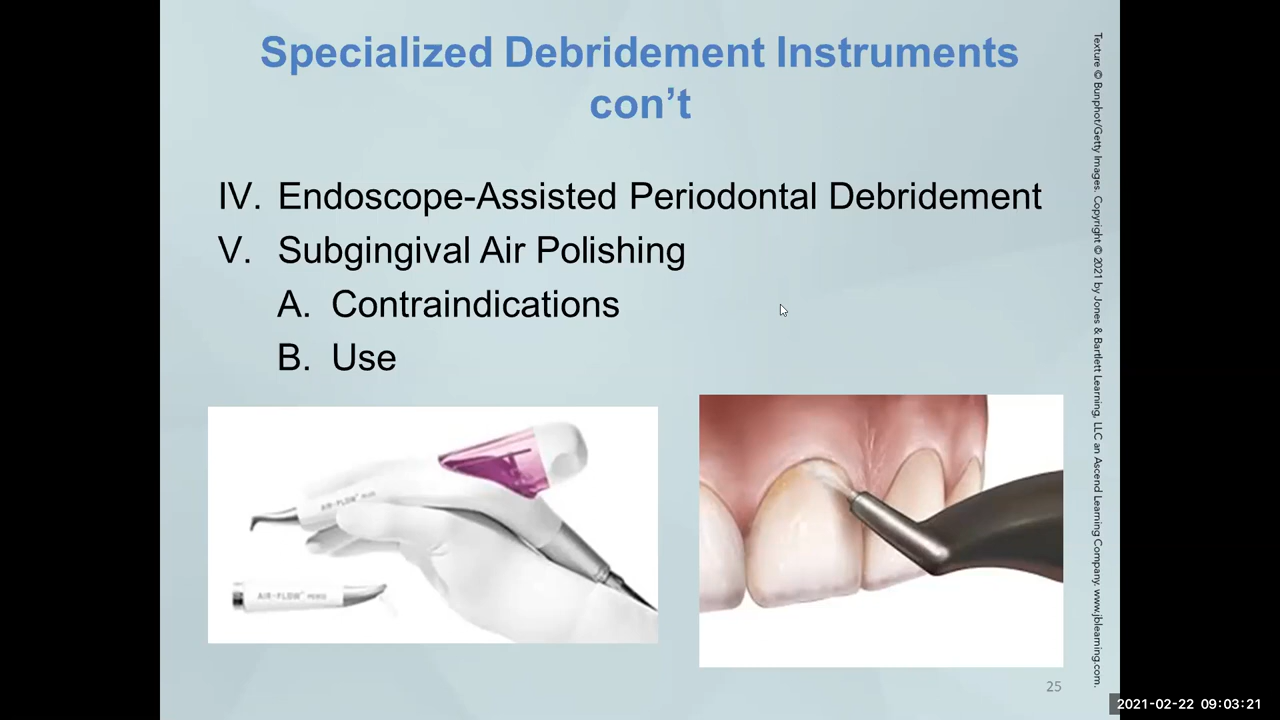 Specialized Debridement Instruments
con't
IV. Endoscope-Assisted Periodontal Debridement
V. Subgingival Air Polishing
A. Contraindications
B. Use
AIR-FLOW
AIR-FLOW
25
Texture © Bunphot/Getty Images. Copyright © 2021 by Jones & Bartlett Learning, LLC an Ascend Learning Company. www.jblearning.com.
2021-02-22 09:03:21